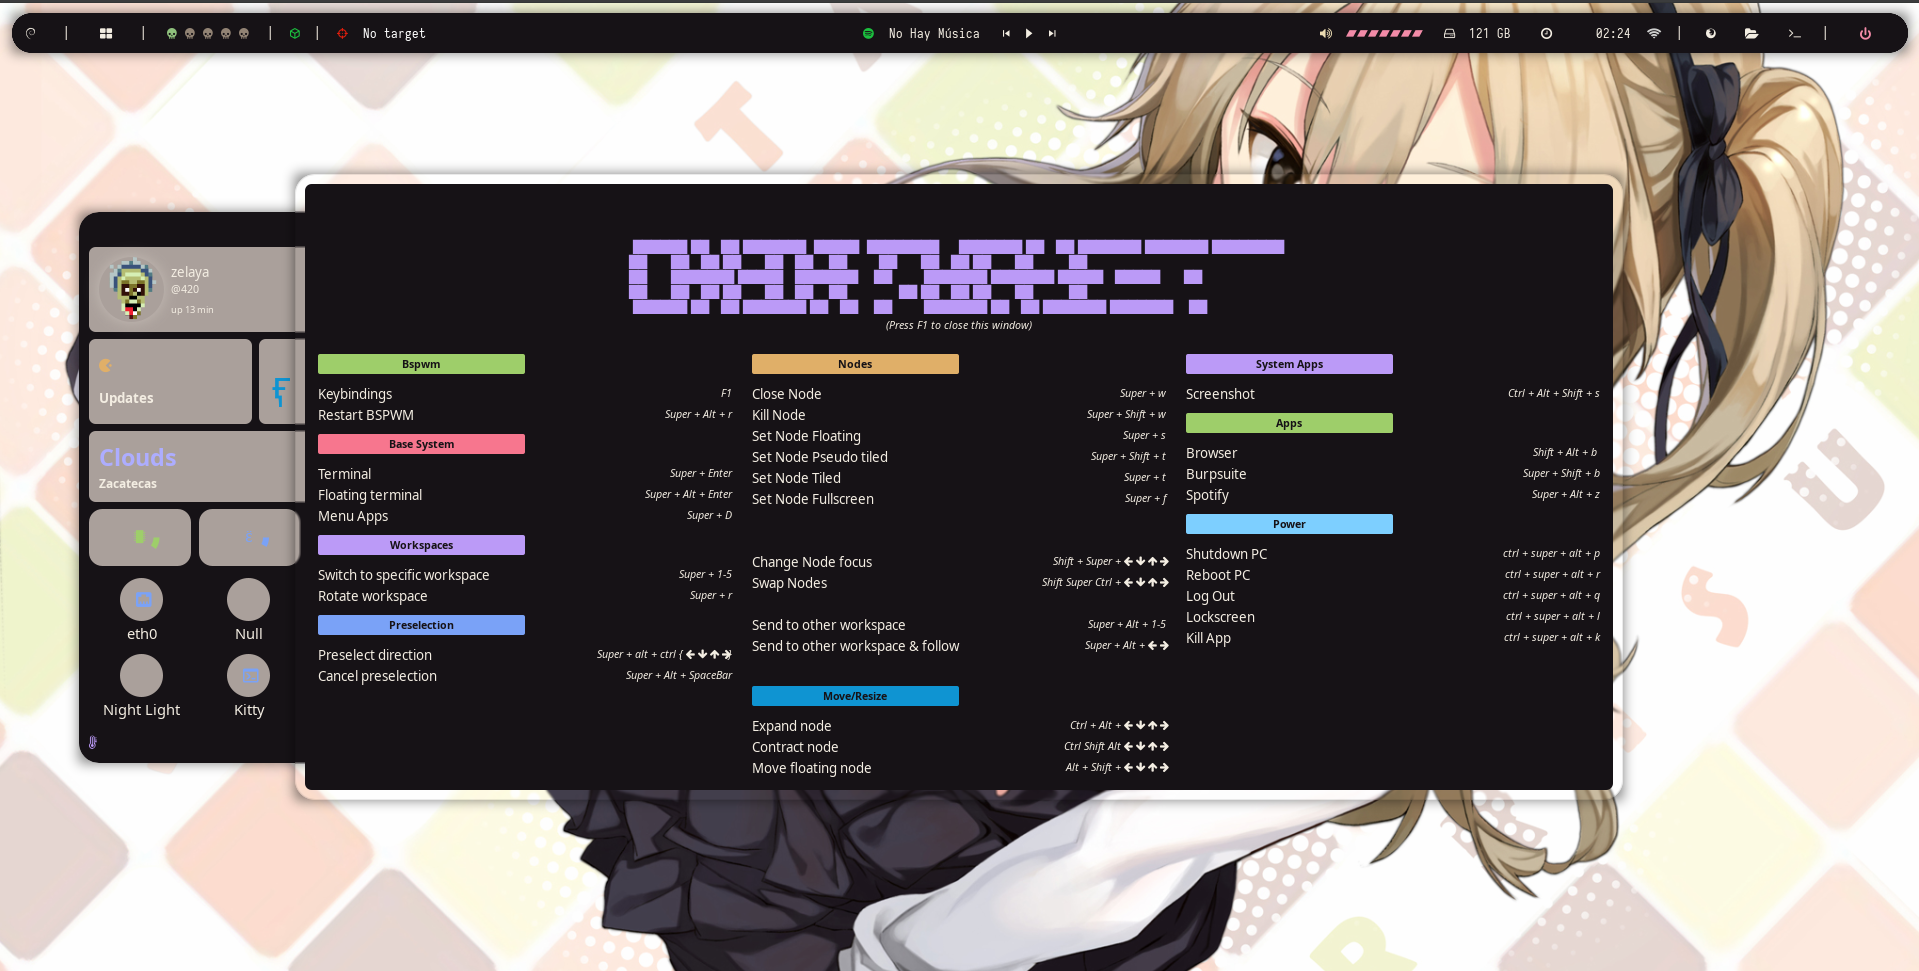 No target
No Hay Música
121 GB
02:24
zelaya
@420
up 13 min
Updates
Clouds
Zacatecas
eth0
Null
Night Light
Kitty
CHEAT SHEET
(Press F1 to close this window)
Bspwm
Keybindings F1
Restart BSPWM Super + Alt + r
Base System
Terminal Super + Enter
Floating terminal Super + Alt + Enter
Menu Apps Super + D
Workspaces
Switch to specific workspace Super + 1-5
Rotate workspace Super + r
Preselection
Preselect direction Super + alt + ctrl { 🡰 🡳 🡱 🡲}
Cancel preselection Super + Alt + SpaceBar
Nodes
Close Node Super + w
Kill Node Super + Shift + w
Set Node Floating Super + s
Set Node Pseudo tiled Super + Shift + t
Set Node Tiled Super + t
Set Node Fullscreen Super + f
Change Node focus Shift + Super + 🡰 🡳 🡱 🡲
Swap Nodes Shift Super Ctrl + 🡰 🡳 🡱 🡲
Send to other workspace Super + Alt + 1-5
Send to other workspace & follow Super + Alt + 🡰 🡲
Move/Resize
Expand node Ctrl + Alt + 🡰 🡳 🡱 🡲
Contract node Ctrl Shift Alt 🡰 🡳 🡱 🡲
Move floating node Alt + Shift + 🡰 🡳 🡱 🡲
System Apps
Screenshot Ctrl + Alt + Shift + s
Apps
Browser Shift + Alt + b
Burpsuite Super + Shift + b
Spotify Super + Alt + z
Power
Shutdown PC ctrl + super + alt + p
Reboot PC ctrl + super + alt + r
Log Out ctrl + super + alt + q
Lockscreen ctrl + super + alt + l
Kill App ctrl + super + alt + k
T
U
S
R